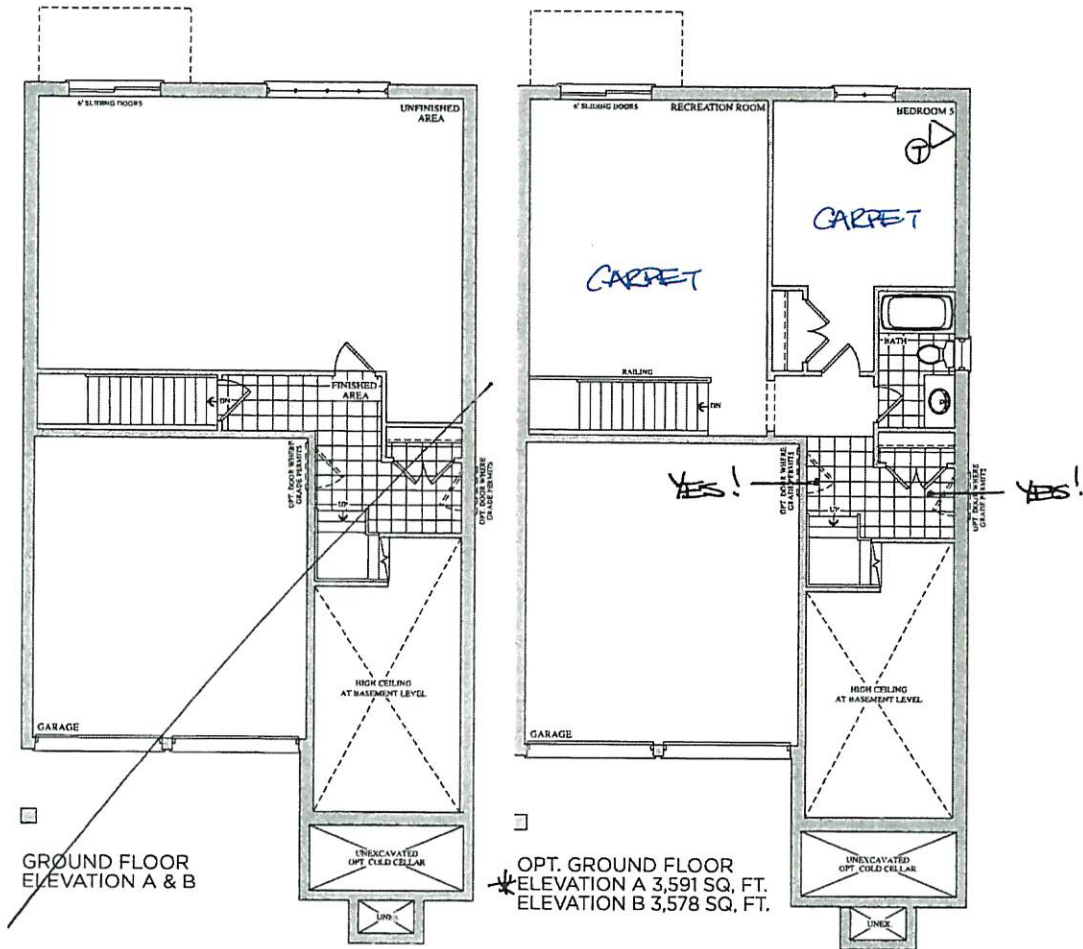 6' SLIDING DOORS
UNFINISHED
AREA
FINISHED
AREA
DN
OPT. DOOR WHERE
GRADE PERMITS
UP
OPT. DOOR WHERE
GRADE PERMITS
HIGH CEILING
AT BASEMENT LEVEL
GARAGE
UNEXCAVATED
OPT. COLD CELLAR
UNEX.
GROUND FLOOR
ELEVATION A & B
6' SLIDING DOORS
RECREATION ROOM
BEDROOM 5
T
CARPET
CARPET
BATH
RAILING
DN
OPT. DOOR WHERE
GRADE PERMITS
YES!
UP
OPT. DOOR WHERE
GRADE PERMITS
YES!
HIGH CEILING
AT BASEMENT LEVEL
GARAGE
UNEXCAVATED
OPT. COLD CELLAR
UNEX.
OPT. GROUND FLOOR
* ELEVATION A 3,591 SQ. FT.
ELEVATION B 3,578 SQ. FT.